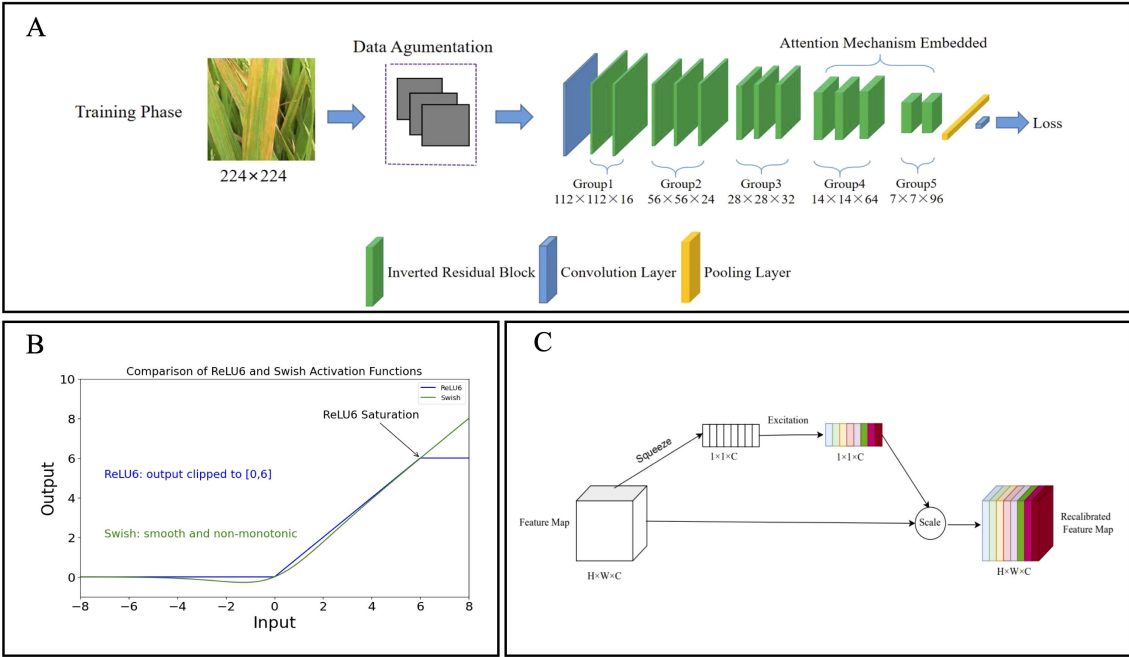 A
Data Agumentation
Attention Mechanism Embedded
Training Phase
Loss
224×224
Group1
112×112×16
Group2
56×56×24
Group3
28×28×32
Group4
14×14×64
Group5
7×7×96
Inverted Residual Block
Convolution Layer
Pooling Layer
B
Comparison of ReLU6 and Swish Activation Functions
10
8
6
4
2
0
Output
ReLU6
Swish
ReLU6 Saturation
ReLU6: output clipped to [0,6]
Swish: smooth and non-monotonic
−8 −6 −4 −2 0 2 4 6 8
Input
C
Squeeze
Excitation
1×1×C
1×1×C
Feature Map
Scale
Recalibrated
Feature Map
H×W×C
H×W×C